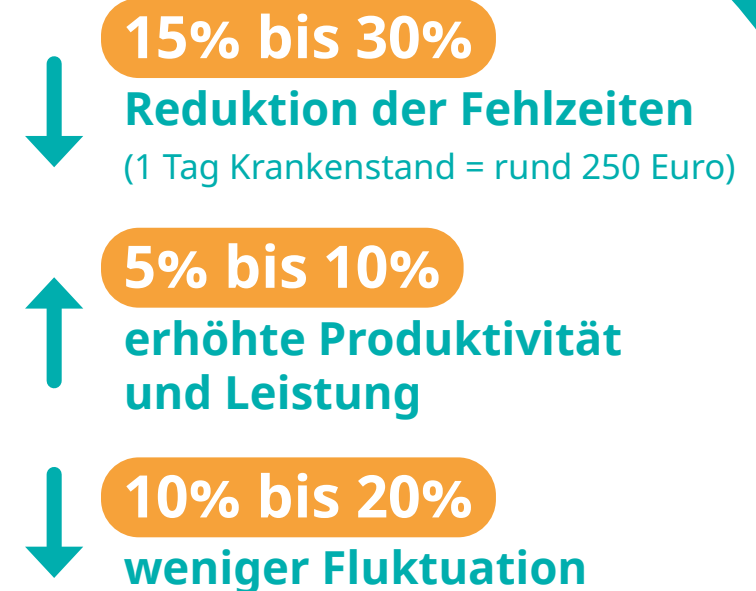 15% bis 30%
Reduktion der Fehlzeiten
(1 Tag Krankenstand = rund 250 Euro)
5% bis 10%
erhöhte Produktivität
und Leistung
10% bis 20%
weniger Fluktuation